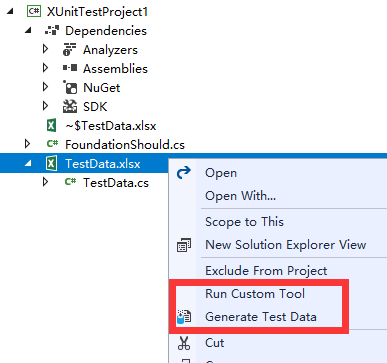 XUnitTestProject1
Dependencies
Analyzers
Assemblies
NuGet
SDK
~$TestData.xlsx
C# FoundationShould.cs
TestData.xlsx
C# TestData.cs
Open
Open With...
Scope to This
New Solution Explorer View
Exclude From Project
Run Custom Tool
Generate Test Data
Cut